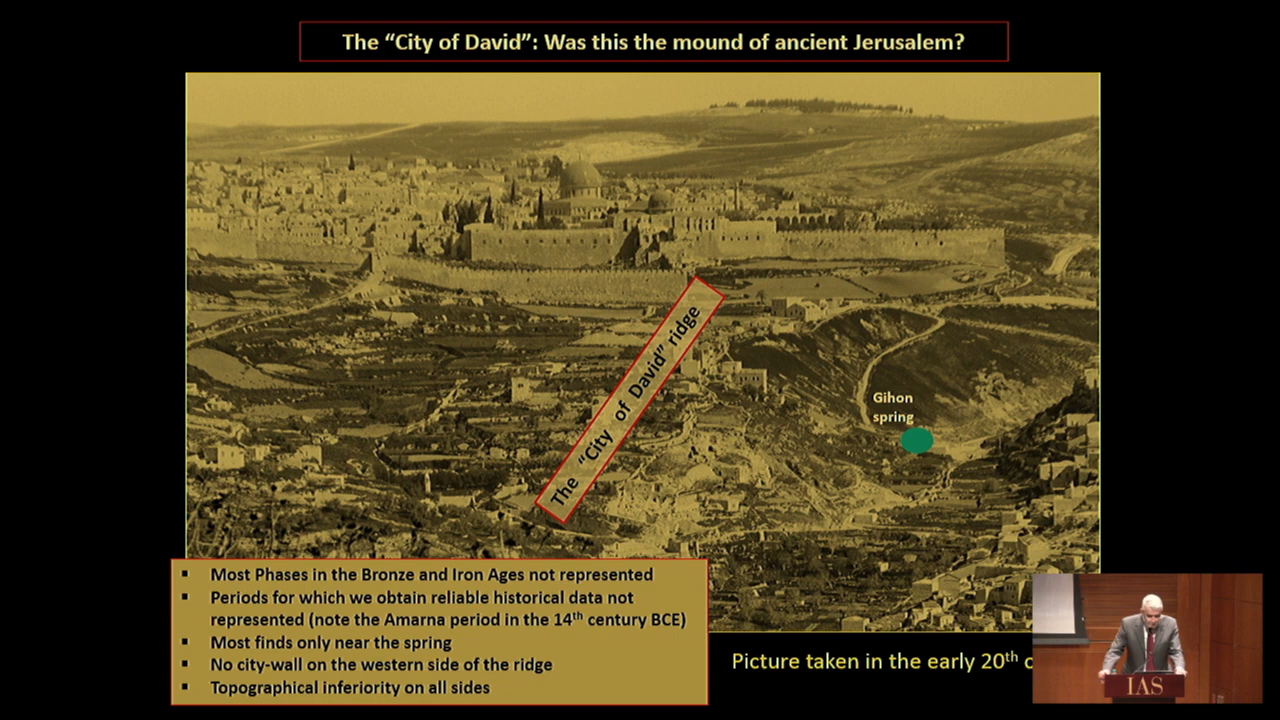 The “City of David”: Was this the mound of ancient Jerusalem?
The “City of David” ridge
Gihon
spring
▪ Most Phases in the Bronze and Iron Ages not represented
▪ Periods for which we obtain reliable historical data not
represented (note the Amarna period in the 14th century BCE)
▪ Most finds only near the spring
▪ No city-wall on the western side of the ridge
▪ Topographical inferiority on all sides
Picture taken in the early 20th
IAS